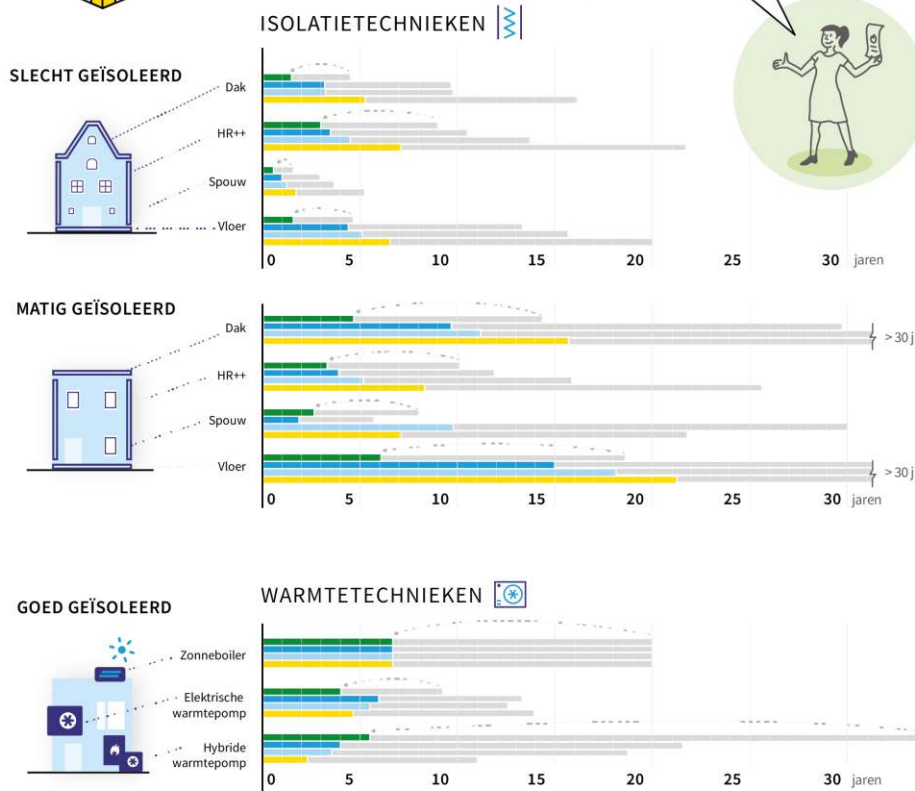 ISOLATIETECHNIEKEN
SLECHT GEÏSOLEERD
Dak
HR++
Spouw
Vloer
0 5 10 15 20 25 30 jaren
MATIG GEÏSOLEERD
Dak
> 30 j
HR++
Spouw
Vloer
> 30 j
0 5 10 15 20 25 30 jaren
WARMTETECHNIEKEN
GOED GEÏSOLEERD
Zonneboiler
Elektrische
warmtepomp
Hybride
warmtepomp
0 5 10 15 20 25 30 jaren